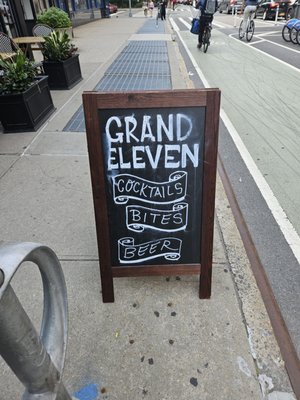 GRAND
ELEVEN
COCKTAILS
BITES
BEER